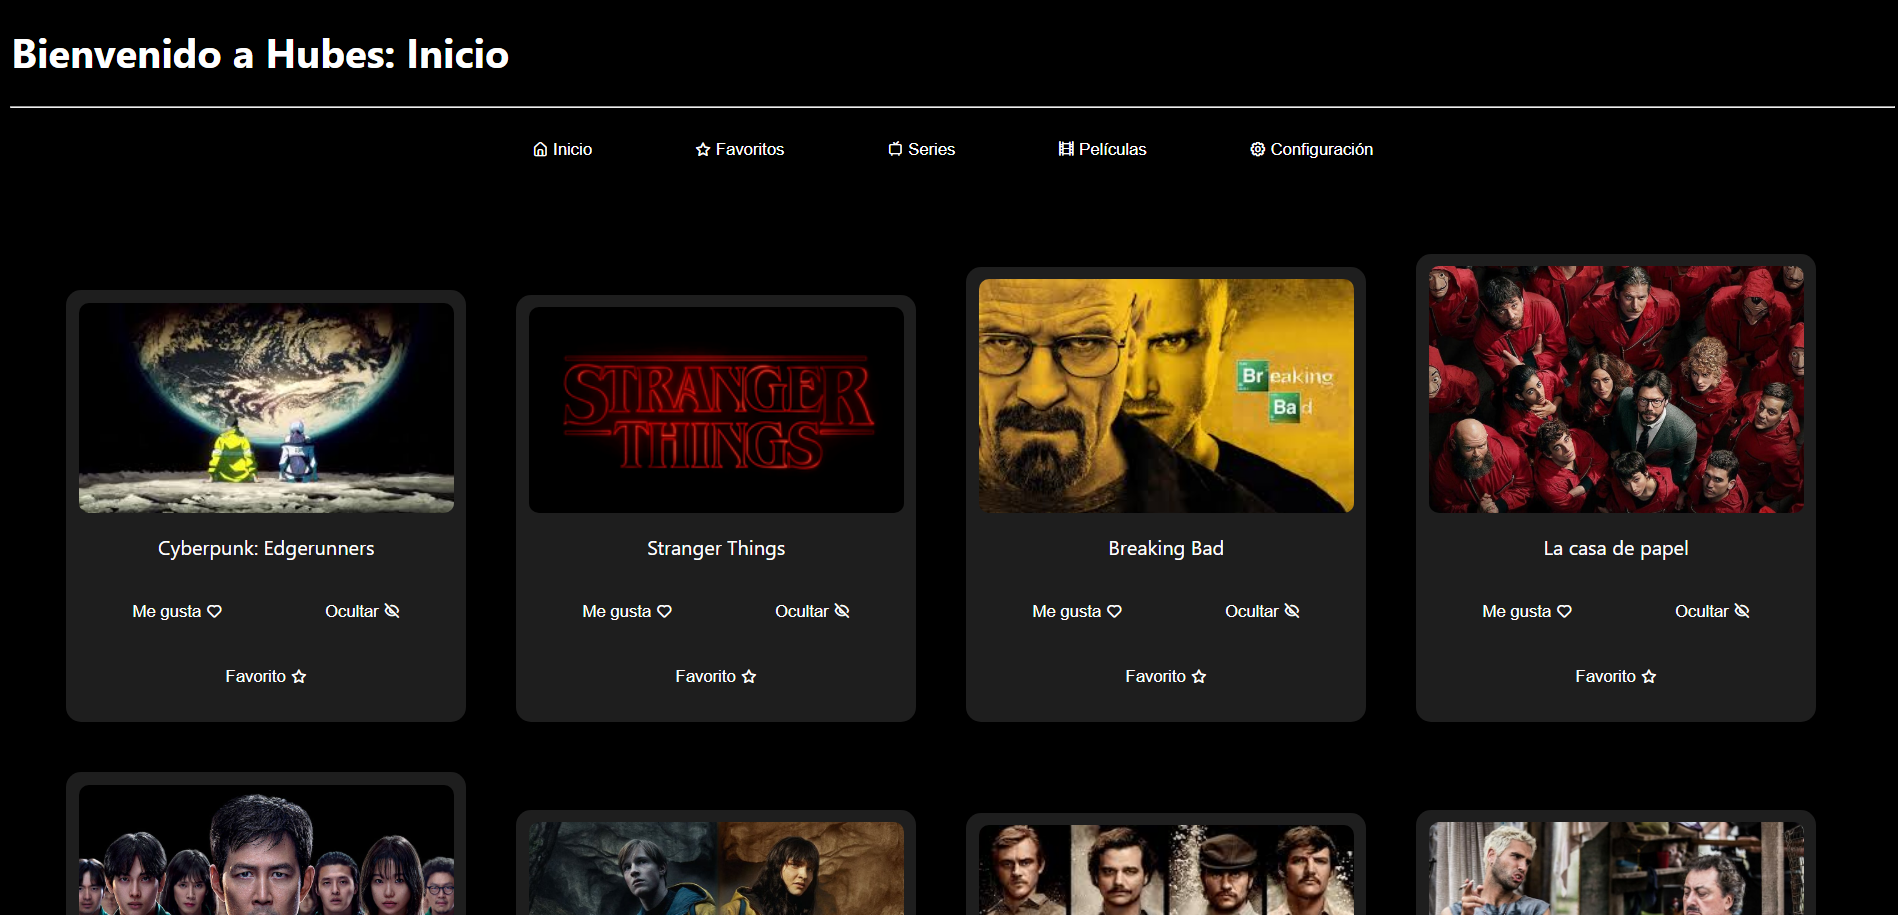 Bienvenido a Hubes: Inicio
Inicio
Favoritos
Series
Películas
Configuración
STRANGER
THINGS
Breaking
Bad
Cyberpunk: Edgerunners
Stranger Things
Breaking Bad
La casa de papel
Me gusta
Ocultar
Me gusta
Ocultar
Me gusta
Ocultar
Me gusta
Ocultar
Favorito
Favorito
Favorito
Favorito